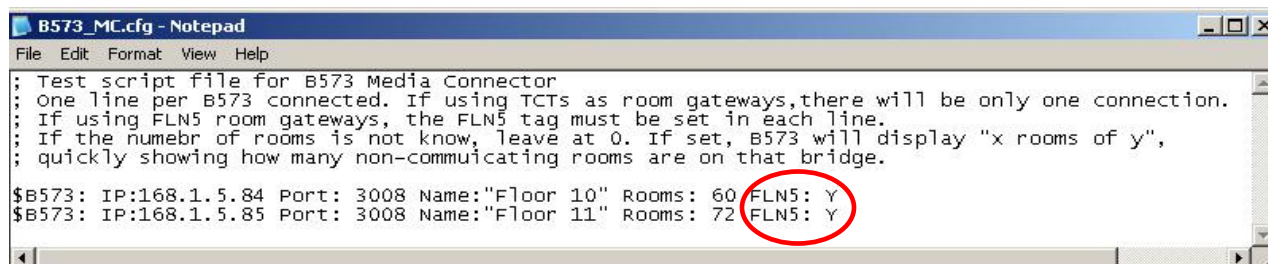 B573_MC.cfg - Notepad
File Edit Format View Help
; Test script file for B573 Media Connector
; One line per B573 connected. If using TCTs as room gateways,there will be only one connection.
; If using FLN5 room gateways, the FLN5 tag must be set in each line.
; If the numebr of rooms is not know, leave at 0. If set, B573 will display "x rooms of y",
; quickly showing how many non-commuicating rooms are on that bridge.
$B573: IP:168.1.5.84 Port: 3008 Name:"Floor 10" Rooms: 60 FLN5: Y
$B573: IP:168.1.5.85 Port: 3008 Name:"Floor 11" Rooms: 72 FLN5: Y